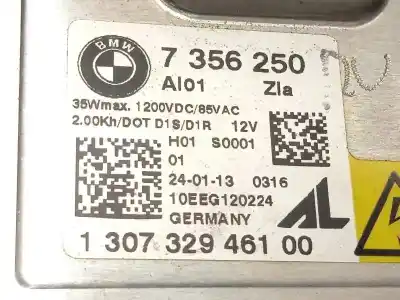 BMW
7 356 250
AI01 Zla
35Wmax. 1200VDC/85VAC
2.00Kh/DOT D1S/D1R 12V
H01 S0001
01
24-01-13 0316
10EEG120224
GERMANY AL
1 307 329 461 00